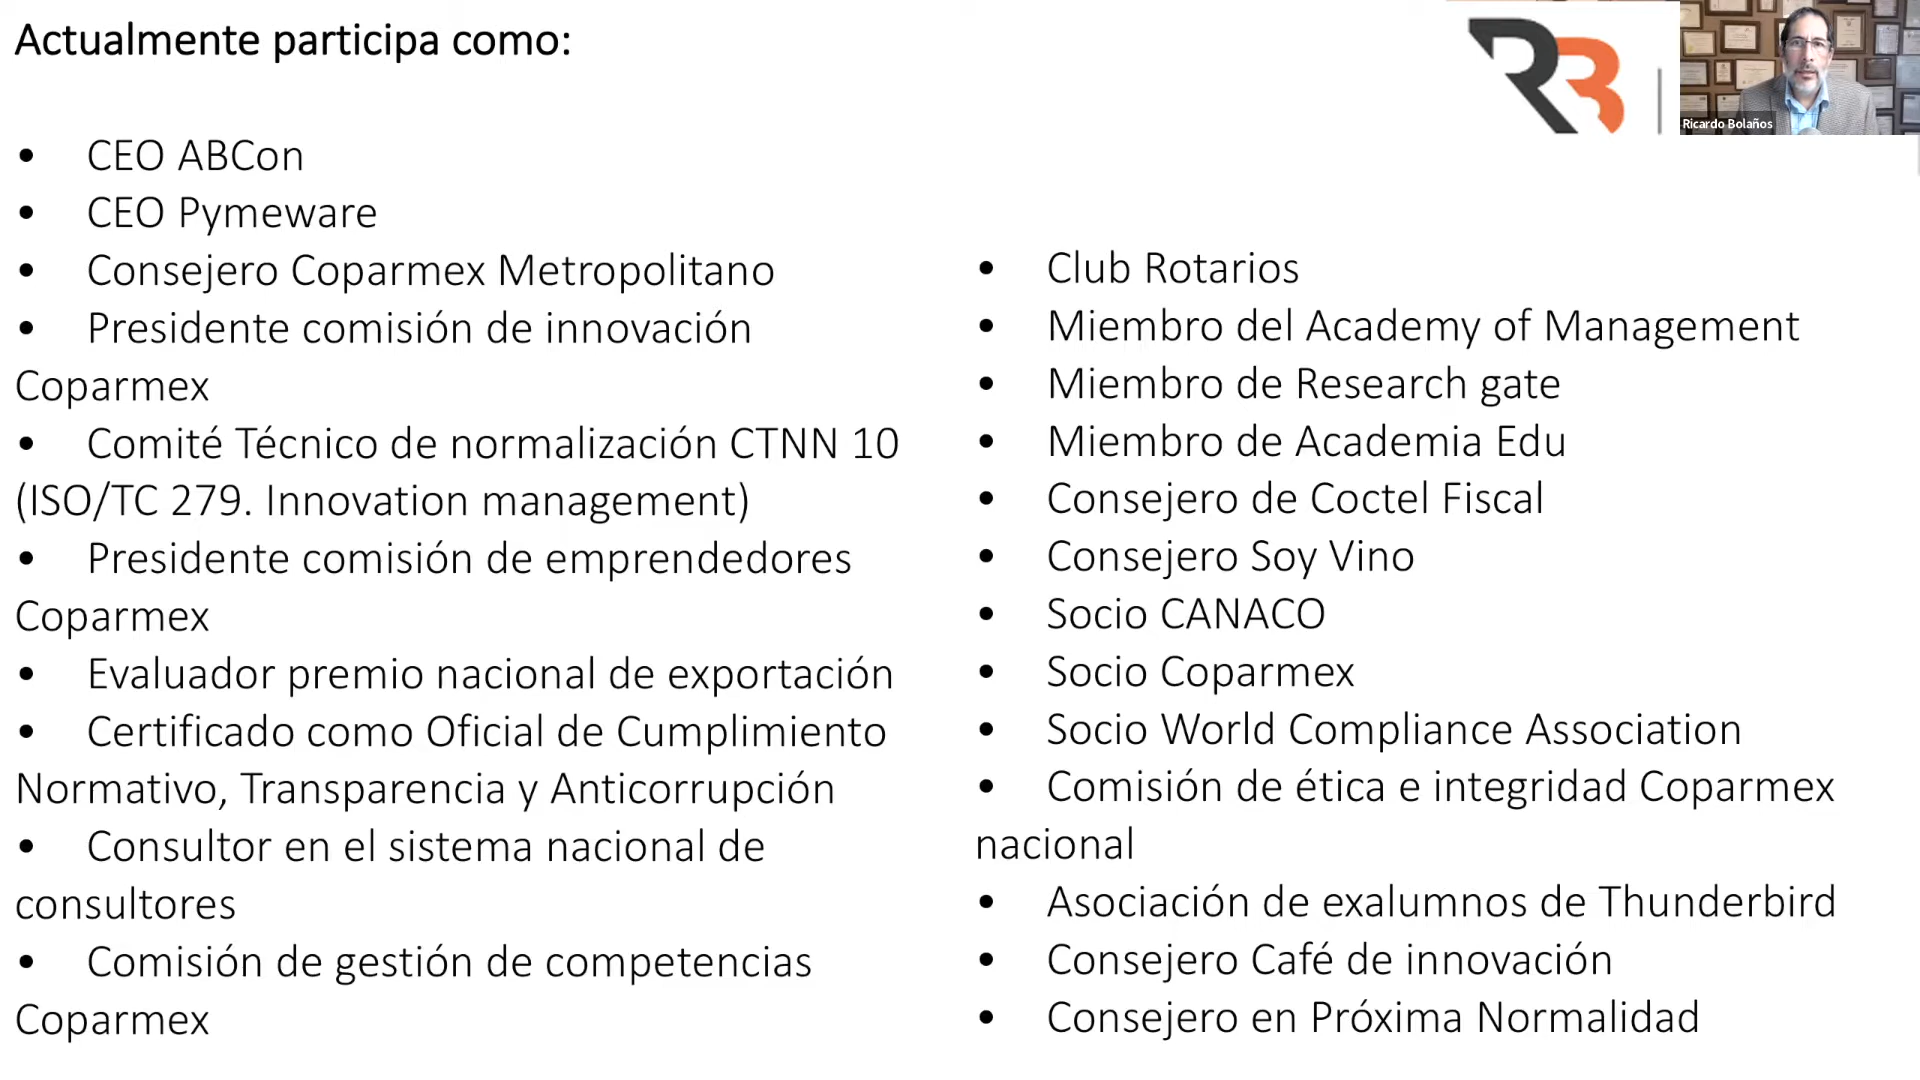 Actualmente participa como:
• CEO ABCon
• CEO Pymeware
• Consejero Coparmex Metropolitano
• Presidente comisión de innovación
Coparmex
• Comité Técnico de normalización CTNN 10
(ISO/TC 279. Innovation management)
• Presidente comisión de emprendedores
Coparmex
• Evaluador premio nacional de exportación
• Certificado como Oficial de Cumplimiento
Normativo, Transparencia y Anticorrupción
• Consultor en el sistema nacional de
consultores
• Comisión de gestión de competencias
Coparmex
• Club Rotarios
• Miembro del Academy of Management
• Miembro de Research gate
• Miembro de Academia Edu
• Consejero de Coctel Fiscal
• Consejero Soy Vino
• Socio CANACO
• Socio Coparmex
• Socio World Compliance Association
• Comisión de ética e integridad Coparmex
nacional
• Asociación de exalumnos de Thunderbird
• Consejero Café de innovación
• Consejero en Próxima Normalidad
RB
Ricardo Bolaños